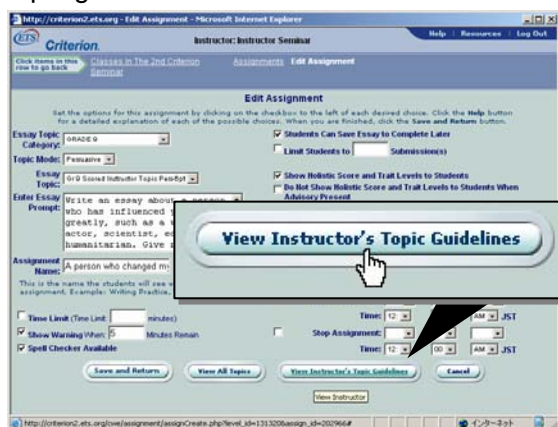 http://criterion2.ets.org - Edit Assignment - Microsoft Internet Explorer
ETS Criterion. Instructor: Instructor Seminar Help | Resources | Log Out
Click items in this row to go back Classes in The 2nd Criterion Seminar Assignments Edit Assignment
Edit Assignment
Set the options for this assignment by clicking on the checkbox to the left of each desired choice. Click the Help button
for a detailed explanation of each of the possible choices. When you are finished, click the Save and Return button.
Essay Topic Category: GRADE 9
Students Can Save Essay to Complete Later
Limit Students to Submission(s)
Topic Mode: Persuasive
Essay Topic: Gr9 Scored Instructor Topic Pers-6pt
Show Holistic Score and Trait Levels to Students
Do Not Show Holistic Score and Trait Levels to Students When
Advisory Present
Enter Essay Prompt: Write an essay about a person
who has influenced
greatly, such as a
actor, scientist,
humanitarian. Give
View Instructor's Topic Guidelines
Assignment Name: A person who changed my
This is the name the students will see
assignment. Example: Writing Practice,
Time Limit (Time Limit: minutes)
Time: 12 AM JST
Show Warning When: 5 Minutes Remain
Stop Assignment:
Spell Checker Available
Time: 12 00 AM JST
Save and Return View All Topics View Instructor's Topic Guidelines Cancel
View Instructor
http://criterion2.ets.org/cwe/assignment/assignCreate.php?level_id=131320&assign_id=202966# インターネット